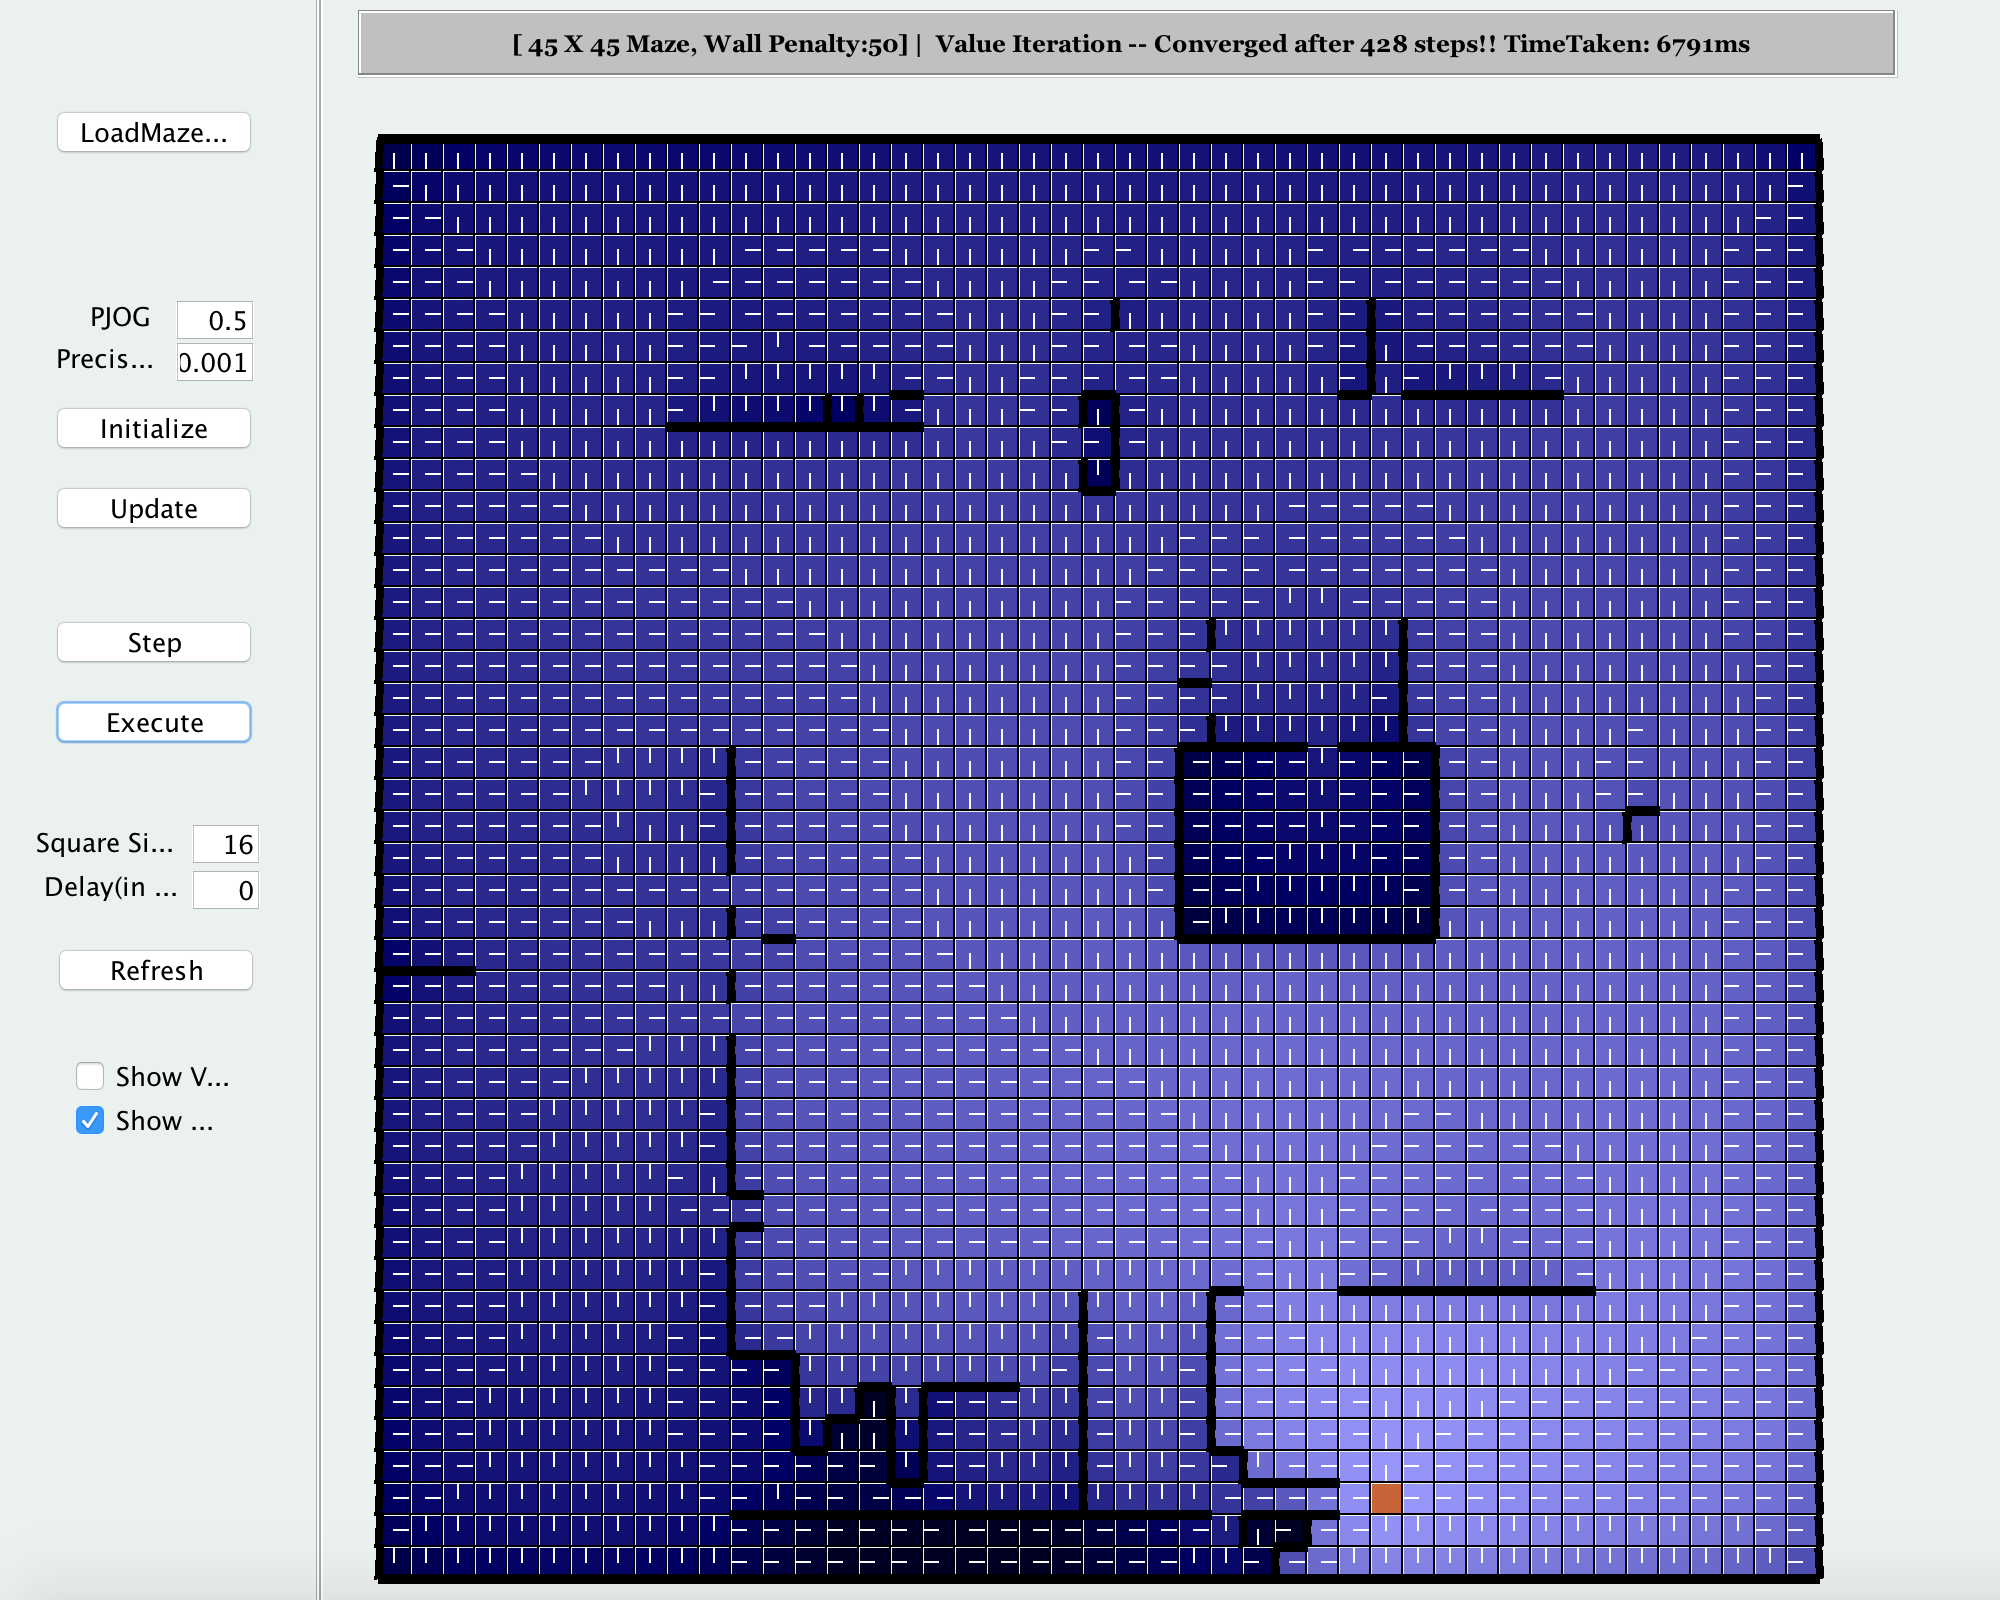 [ 45 X 45 Maze, Wall Penalty:50] | Value Iteration -- Converged after 428 steps!! TimeTaken: 6791ms
LoadMaze...
PJOG 0.5
Precis... 0.001
Initialize
Update
Step
Execute
Square Si... 16
Delay(in ... 0
Refresh
Show V...
Show ...